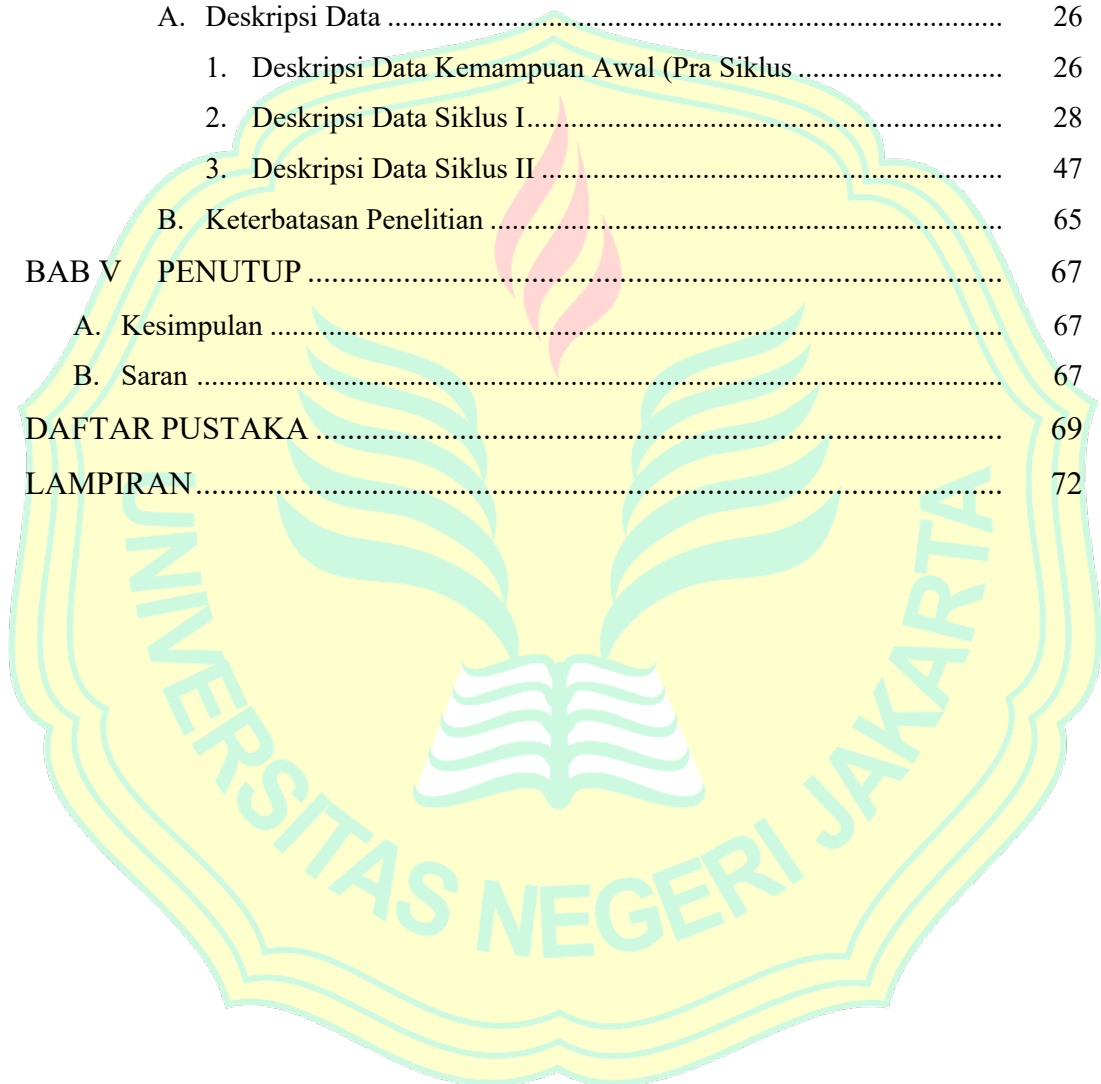 A. Deskripsi Data ........ 26
1. Deskripsi Data Kemampuan Awal (Pra Siklus ........ 26
2. Deskripsi Data Siklus I ........ 28
3. Deskripsi Data Siklus II ........ 47
B. Keterbatasan Penelitian ........ 65
BAB V PENUTUP ........ 67
A. Kesimpulan ........ 67
B. Saran ........ 67
DAFTAR PUSTAKA ........ 69
LAMPIRAN ........ 72
UNIVERSITAS NEGERI JAKARTA